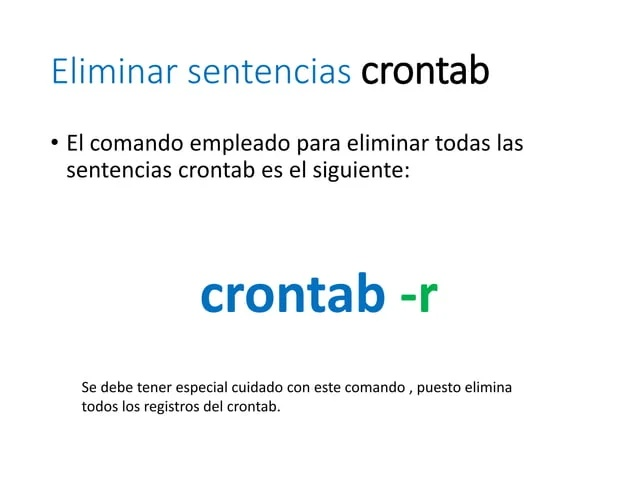 Eliminar sentencias crontab
• El comando empleado para eliminar todas las
sentencias crontab es el siguiente:
crontab -r
Se debe tener especial cuidado con este comando , puesto elimina
todos los registros del crontab.